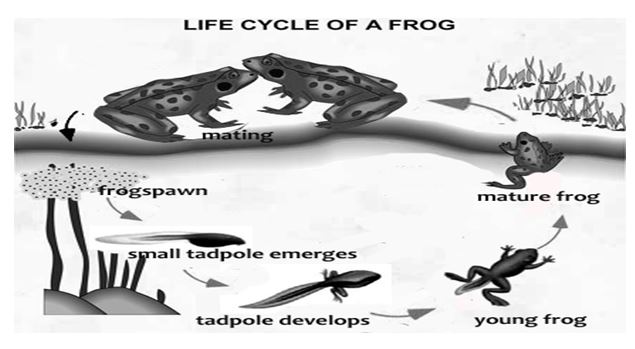 LIFE CYCLE OF A FROG
mating
frogspawn
small tadpole emerges
tadpole develops
young frog
mature frog